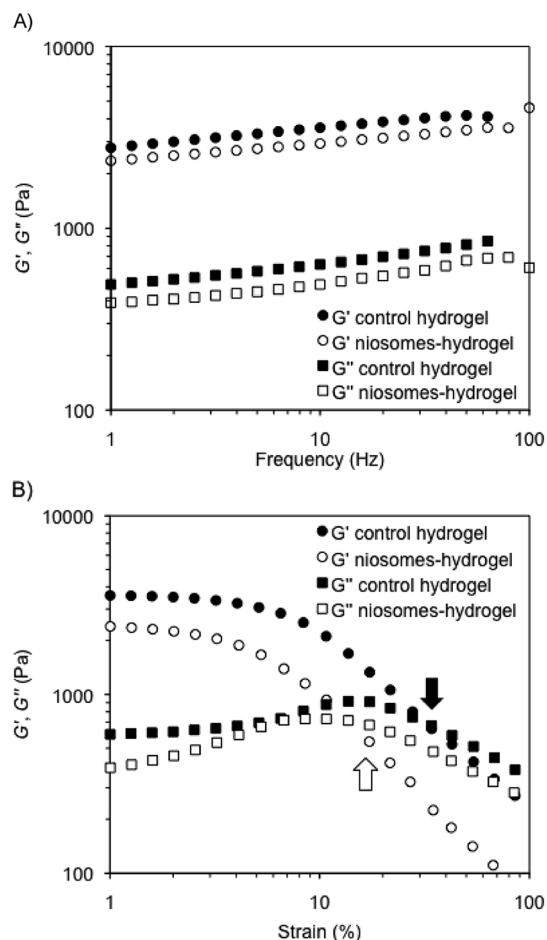 A)
10000
1000
100
G', G'' (Pa)
G' control hydrogel
G' niosomes-hydrogel
G'' control hydrogel
G'' niosomes-hydrogel
1 10 100
Frequency (Hz)
B)
10000
1000
100
G', G'' (Pa)
G' control hydrogel
G' niosomes-hydrogel
G'' control hydrogel
G'' niosomes-hydrogel
1 10 100
Strain (%)